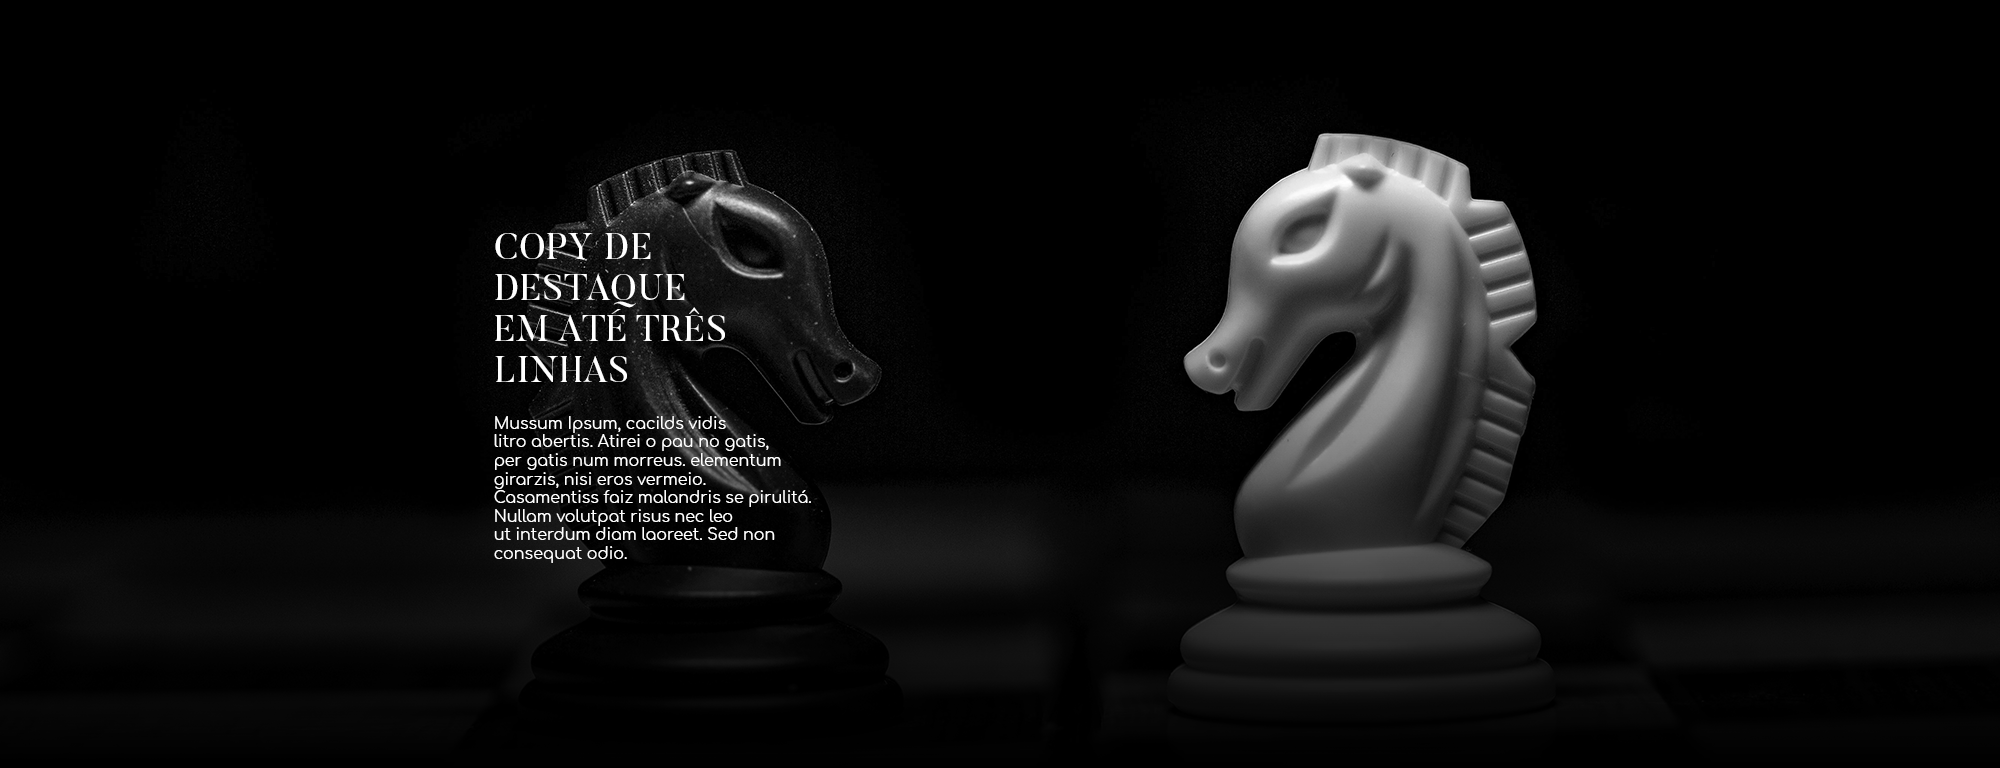 COPY DE
DESTAQUE
EM ATÉ TRÊS
LINHAS
Mussum Ipsum, cacilds vidis
litro abertis. Atirei o pau no gatis,
per gatis num morreus. elementum
girarzis, nisi eros vermeio.
Casamentiss faiz malandris se pirulitá.
Nullam volutpat risus nec leo
ut interdum diam laoreet. Sed non
consequat odio.